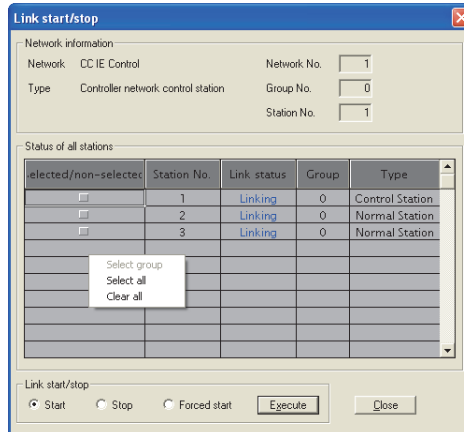 Link start/stop
Network information
Network CC IE Control Network No. 1
Type Controller network control station Group No. 0
Station No. 1
Status of all stations
elected/non-selected Station No. Link status Group Type
1 Linking 0 Control Station
2 Linking 0 Normal Station
3 Linking 0 Normal Station
Select group
Select all
Clear all
Link start/stop
Start Stop Forced start Execute Close